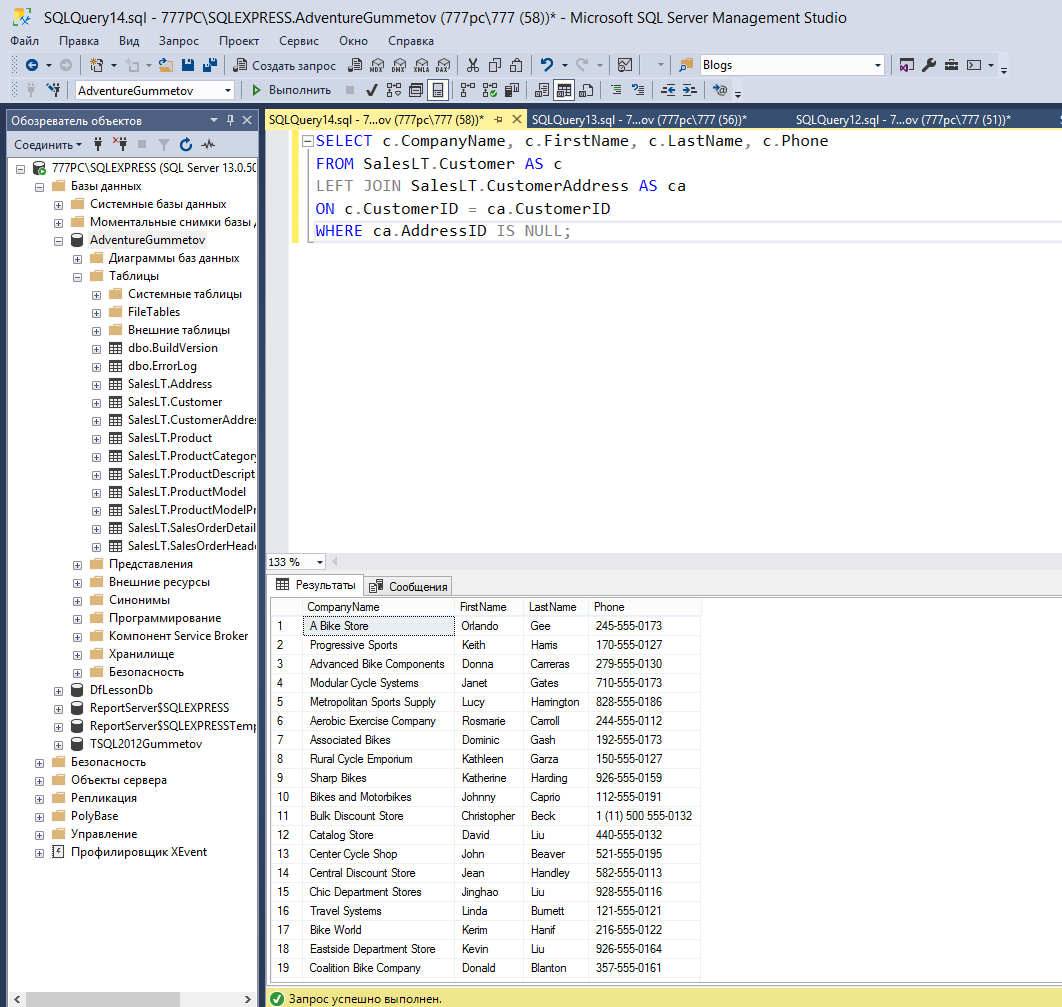 SQLQuery14.sql - 777PC\SQLEXPRESS.AdventureGummetov (777pc\777 (58))* - Microsoft SQL Server Management Studio
Файл Правка Вид Запрос Проект Сервис Окно Справка
Создать запрос MDX DMX XMLA DAX Blogs
AdventureGummetov Выполнить
Обозреватель объектов
Соединить
777PC\SQLEXPRESS (SQL Server 13.0.50
Базы данных
Системные базы данных
Моментальные снимки базы
AdventureGummetov
Диаграммы баз данных
Таблицы
Системные таблицы
FileTables
Внешние таблицы
dbo.BuildVersion
dbo.ErrorLog
SalesLT.Address
SalesLT.Customer
SalesLT.CustomerAddre
SalesLT.Product
SalesLT.ProductCategory
SalesLT.ProductDescript
SalesLT.ProductModel
SalesLT.ProductModelPr
SalesLT.SalesOrderDetail
SalesLT.SalesOrderHeade
Представления
Внешние ресурсы
Синонимы
Программирование
Компонент Service Broker
Хранилище
Безопасность
DfLessonDb
ReportServer$SQLEXPRESS
ReportServer$SQLEXPRESSTemp
TSQL2012Gummetov
Безопасность
Объекты сервера
Репликация
PolyBase
Управление
Профилировщик XEvent
SQLQuery14.sql - 7...ov (777pc\777 (58))* SQLQuery13.sql - 7...ov (777pc\777 (56))* SQLQuery12.sql - 7...ov (777pc\777 (51))*
SELECT c.CompanyName, c.FirstName, c.LastName, c.Phone
FROM SalesLT.Customer AS c
LEFT JOIN SalesLT.CustomerAddress AS ca
ON c.CustomerID = ca.CustomerID
WHERE ca.AddressID IS NULL;
133 %
Результаты Сообщения
CompanyName FirstName LastName Phone
1 A Bike Store Orlando Gee 245-555-0173
2 Progressive Sports Keith Harris 170-555-0127
3 Advanced Bike Components Donna Carreras 279-555-0130
4 Modular Cycle Systems Janet Gates 710-555-0173
5 Metropolitan Sports Supply Lucy Harrington 828-555-0186
6 Aerobic Exercise Company Rosmarie Carroll 244-555-0112
7 Associated Bikes Dominic Gash 192-555-0173
8 Rural Cycle Emporium Kathleen Garza 150-555-0127
9 Sharp Bikes Katherine Harding 926-555-0159
10 Bikes and Motorbikes Johnny Caprio 112-555-0191
11 Bulk Discount Store Christopher Beck 1 (11) 500 555-0132
12 Catalog Store David Liu 440-555-0132
13 Center Cycle Shop John Beaver 521-555-0195
14 Central Discount Store Jean Handley 582-555-0113
15 Chic Department Stores Jinghao Liu 928-555-0116
16 Travel Systems Linda Burnett 121-555-0121
17 Bike World Kerim Hanif 216-555-0122
18 Eastside Department Store Kevin Liu 926-555-0164
19 Coalition Bike Company Donald Blanton 357-555-0161
Запрос успешно выполнен.